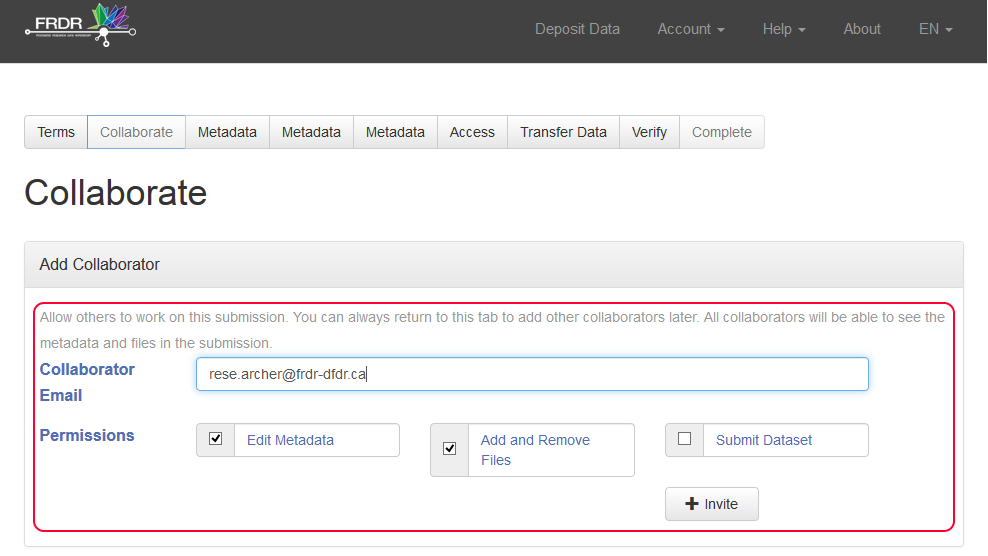 FRDR
Deposit Data Account Help About EN
Terms Collaborate Metadata Metadata Metadata Access Transfer Data Verify Complete
Collaborate
Add Collaborator
Allow others to work on this submission. You can always return to this tab to add other collaborators later. All collaborators will be able to see the
metadata and files in the submission.
Collaborator
Email
rese.archer@frdr-dfdr.ca
Permissions
Edit Metadata
Add and Remove
Files
Submit Dataset
Invite